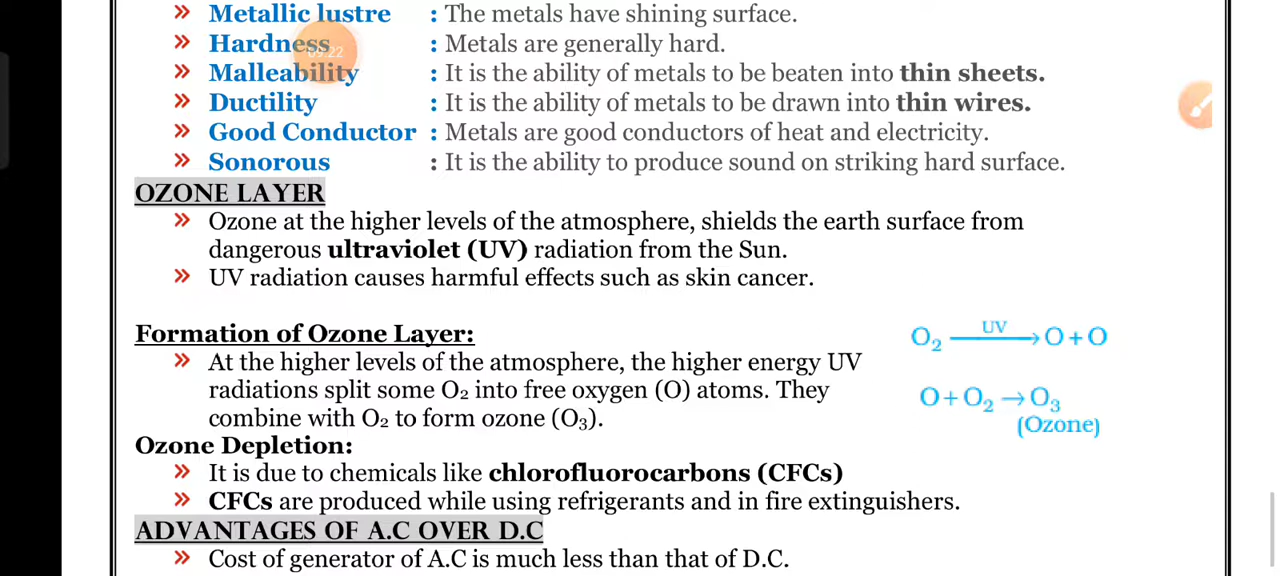 » Metallic lustre : The metals have shining surface.
» Hardness : Metals are generally hard.
09:22
» Malleability : It is the ability of metals to be beaten into thin sheets.
» Ductility : It is the ability of metals to be drawn into thin wires.
» Good Conductor : Metals are good conductors of heat and electricity.
» Sonorous : It is the ability to produce sound on striking hard surface.
OZONE LAYER
» Ozone at the higher levels of the atmosphere, shields the earth surface from
dangerous ultraviolet (UV) radiation from the Sun.
» UV radiation causes harmful effects such as skin cancer.
Formation of Ozone Layer:
» At the higher levels of the atmosphere, the higher energy UV
radiations split some O₂ into free oxygen (O) atoms. They
combine with O₂ to form ozone (O₃).
UV
O₂ → O + O
O + O₂ → O₃
(Ozone)
Ozone Depletion:
» It is due to chemicals like chlorofluorocarbons (CFCs)
» CFCs are produced while using refrigerants and in fire extinguishers.
ADVANTAGES OF A.C OVER D.C
» Cost of generator of A.C is much less than that of D.C.